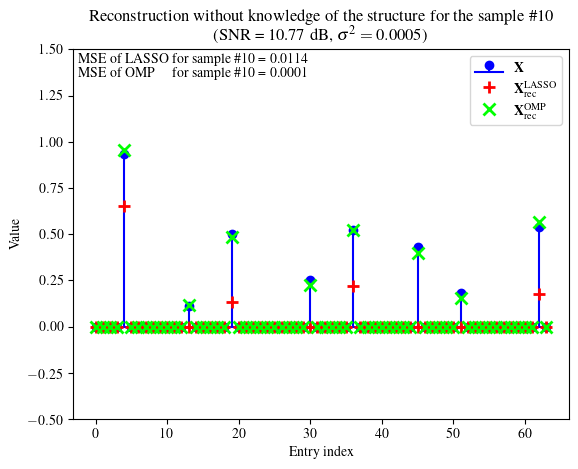 Reconstruction without knowledge of the structure for the sample #10
(SNR = 10.77 dB, σ² = 0.0005)
MSE of LASSO for sample #10 = 0.0114
MSE of OMP for sample #10 = 0.0001
X
X_rec^LASSO
X_rec^OMP
1.50
1.25
1.00
0.75
0.50
0.25
0.00
−0.25
−0.50
Value
0 10 20 30 40 50 60
Entry index